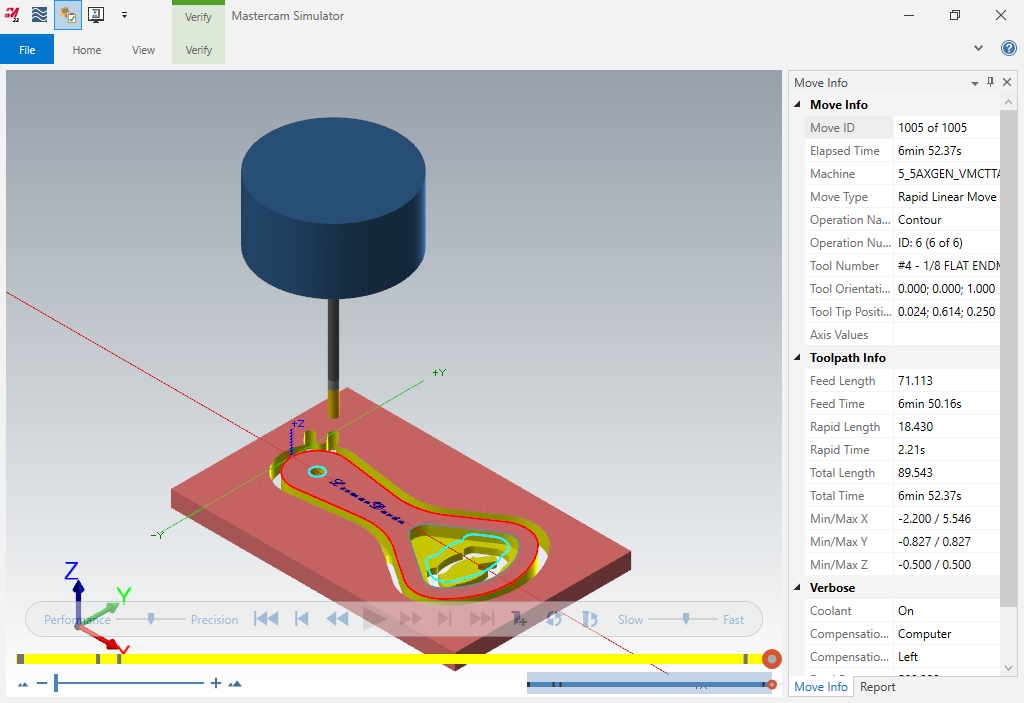 22
Verify
Mastercam Simulator
File
Home
View
Verify
Move Info
Move Info
Move ID
1005 of 1005
Elapsed Time
6min 52.37s
Machine
5_5AXGEN_VMCTTA
Move Type
Rapid Linear Move
Operation Na...
Contour
Operation Nu...
ID: 6 (6 of 6)
Tool Number
#4 - 1/8 FLAT ENDM
Tool Orientati...
0.000; 0.000; 1.000
Tool Tip Positi...
0.024; 0.614; 0.250
Axis Values
Toolpath Info
Feed Length
71.113
Feed Time
6min 50.16s
Rapid Length
18.430
Rapid Time
2.21s
Total Length
89.543
Total Time
6min 52.37s
Min/Max X
-2.200 / 5.546
Min/Max Y
-0.827 / 0.827
Min/Max Z
-0.500 / 0.500
Verbose
Coolant
On
Compensatio...
Computer
Compensatio...
Left
Move Info
Report
+Y
+Z
-Y
Z
Y
Performance
Precision
Slow
Fast